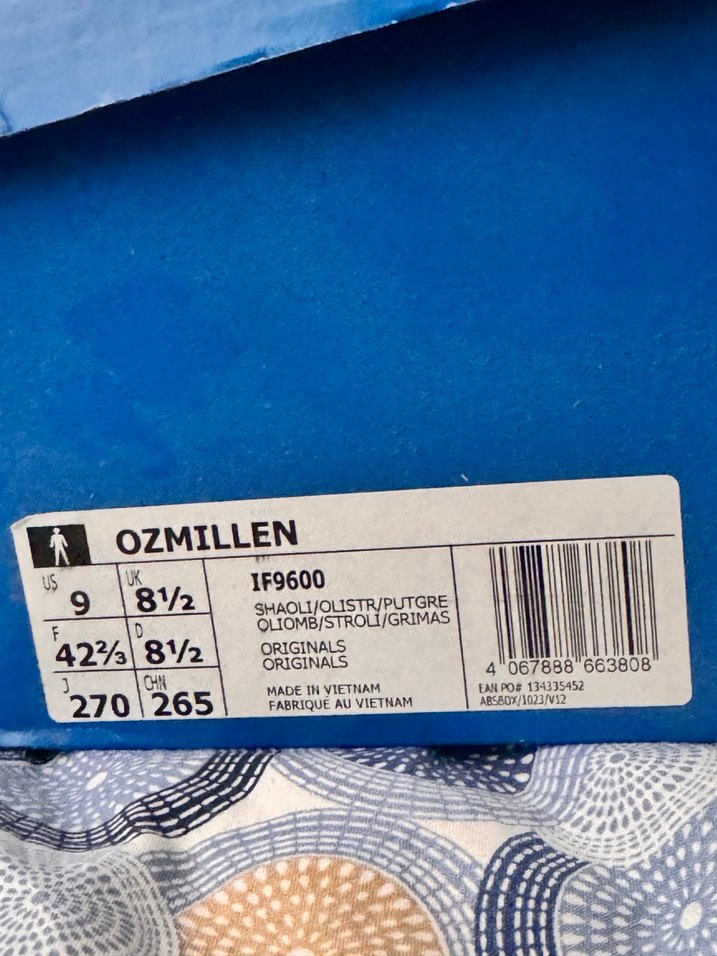 OZMILLEN
US 9
UK 8½
F 42⅔
D 8½
J 270
CHN 265
IF9600
SHAOLI/OLISTR/PUTGRE
OLIOMB/STROLI/GRIMAS
ORIGINALS
ORIGINALS
MADE IN VIETNAM
FABRIQUÉ AU VIETNAM
4 067888 663808
EAN PO# 134335452
ABSBOX/1023/V12